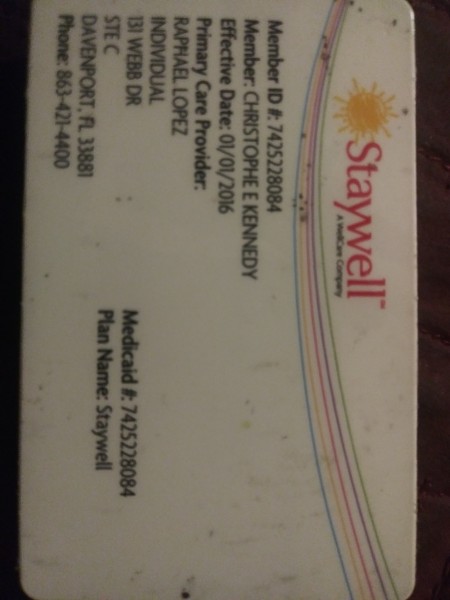 Staywell™
A WellCare Company
Member ID #: 7425228084
Member: CHRISTOPHE E KENNEDY
Effective Date: 01/01/2016
Primary Care Provider:
RAPHAEL LOPEZ
INDIVIDUAL
131 WEBB DR
STE C
DAVENPORT, FL 33881
Phone: 863-421-4400
Medicaid #: 7425228084
Plan Name: Staywell